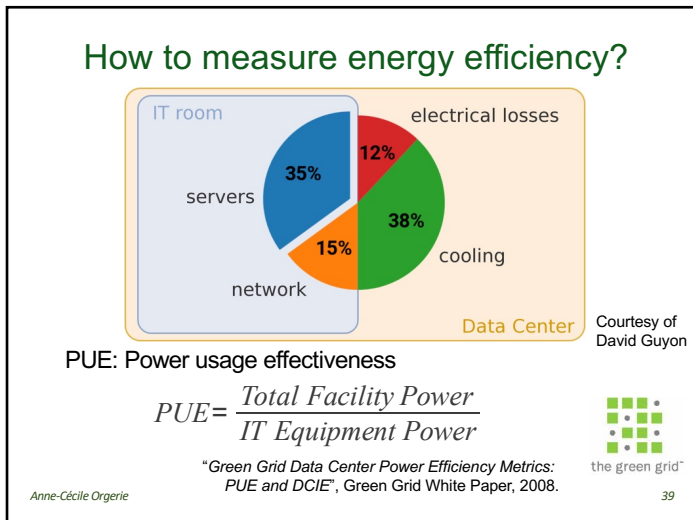 How to measure energy efficiency?
IT room
electrical losses
12%
35%
servers
38%
15%
cooling
network
Data Center
Courtesy of
David Guyon
PUE: Power usage effectiveness
PUE= Total Facility Power
IT Equipment Power
the green grid
“Green Grid Data Center Power Efficiency Metrics:
PUE and DCIE”, Green Grid White Paper, 2008.
Anne-Cécile Orgerie
39